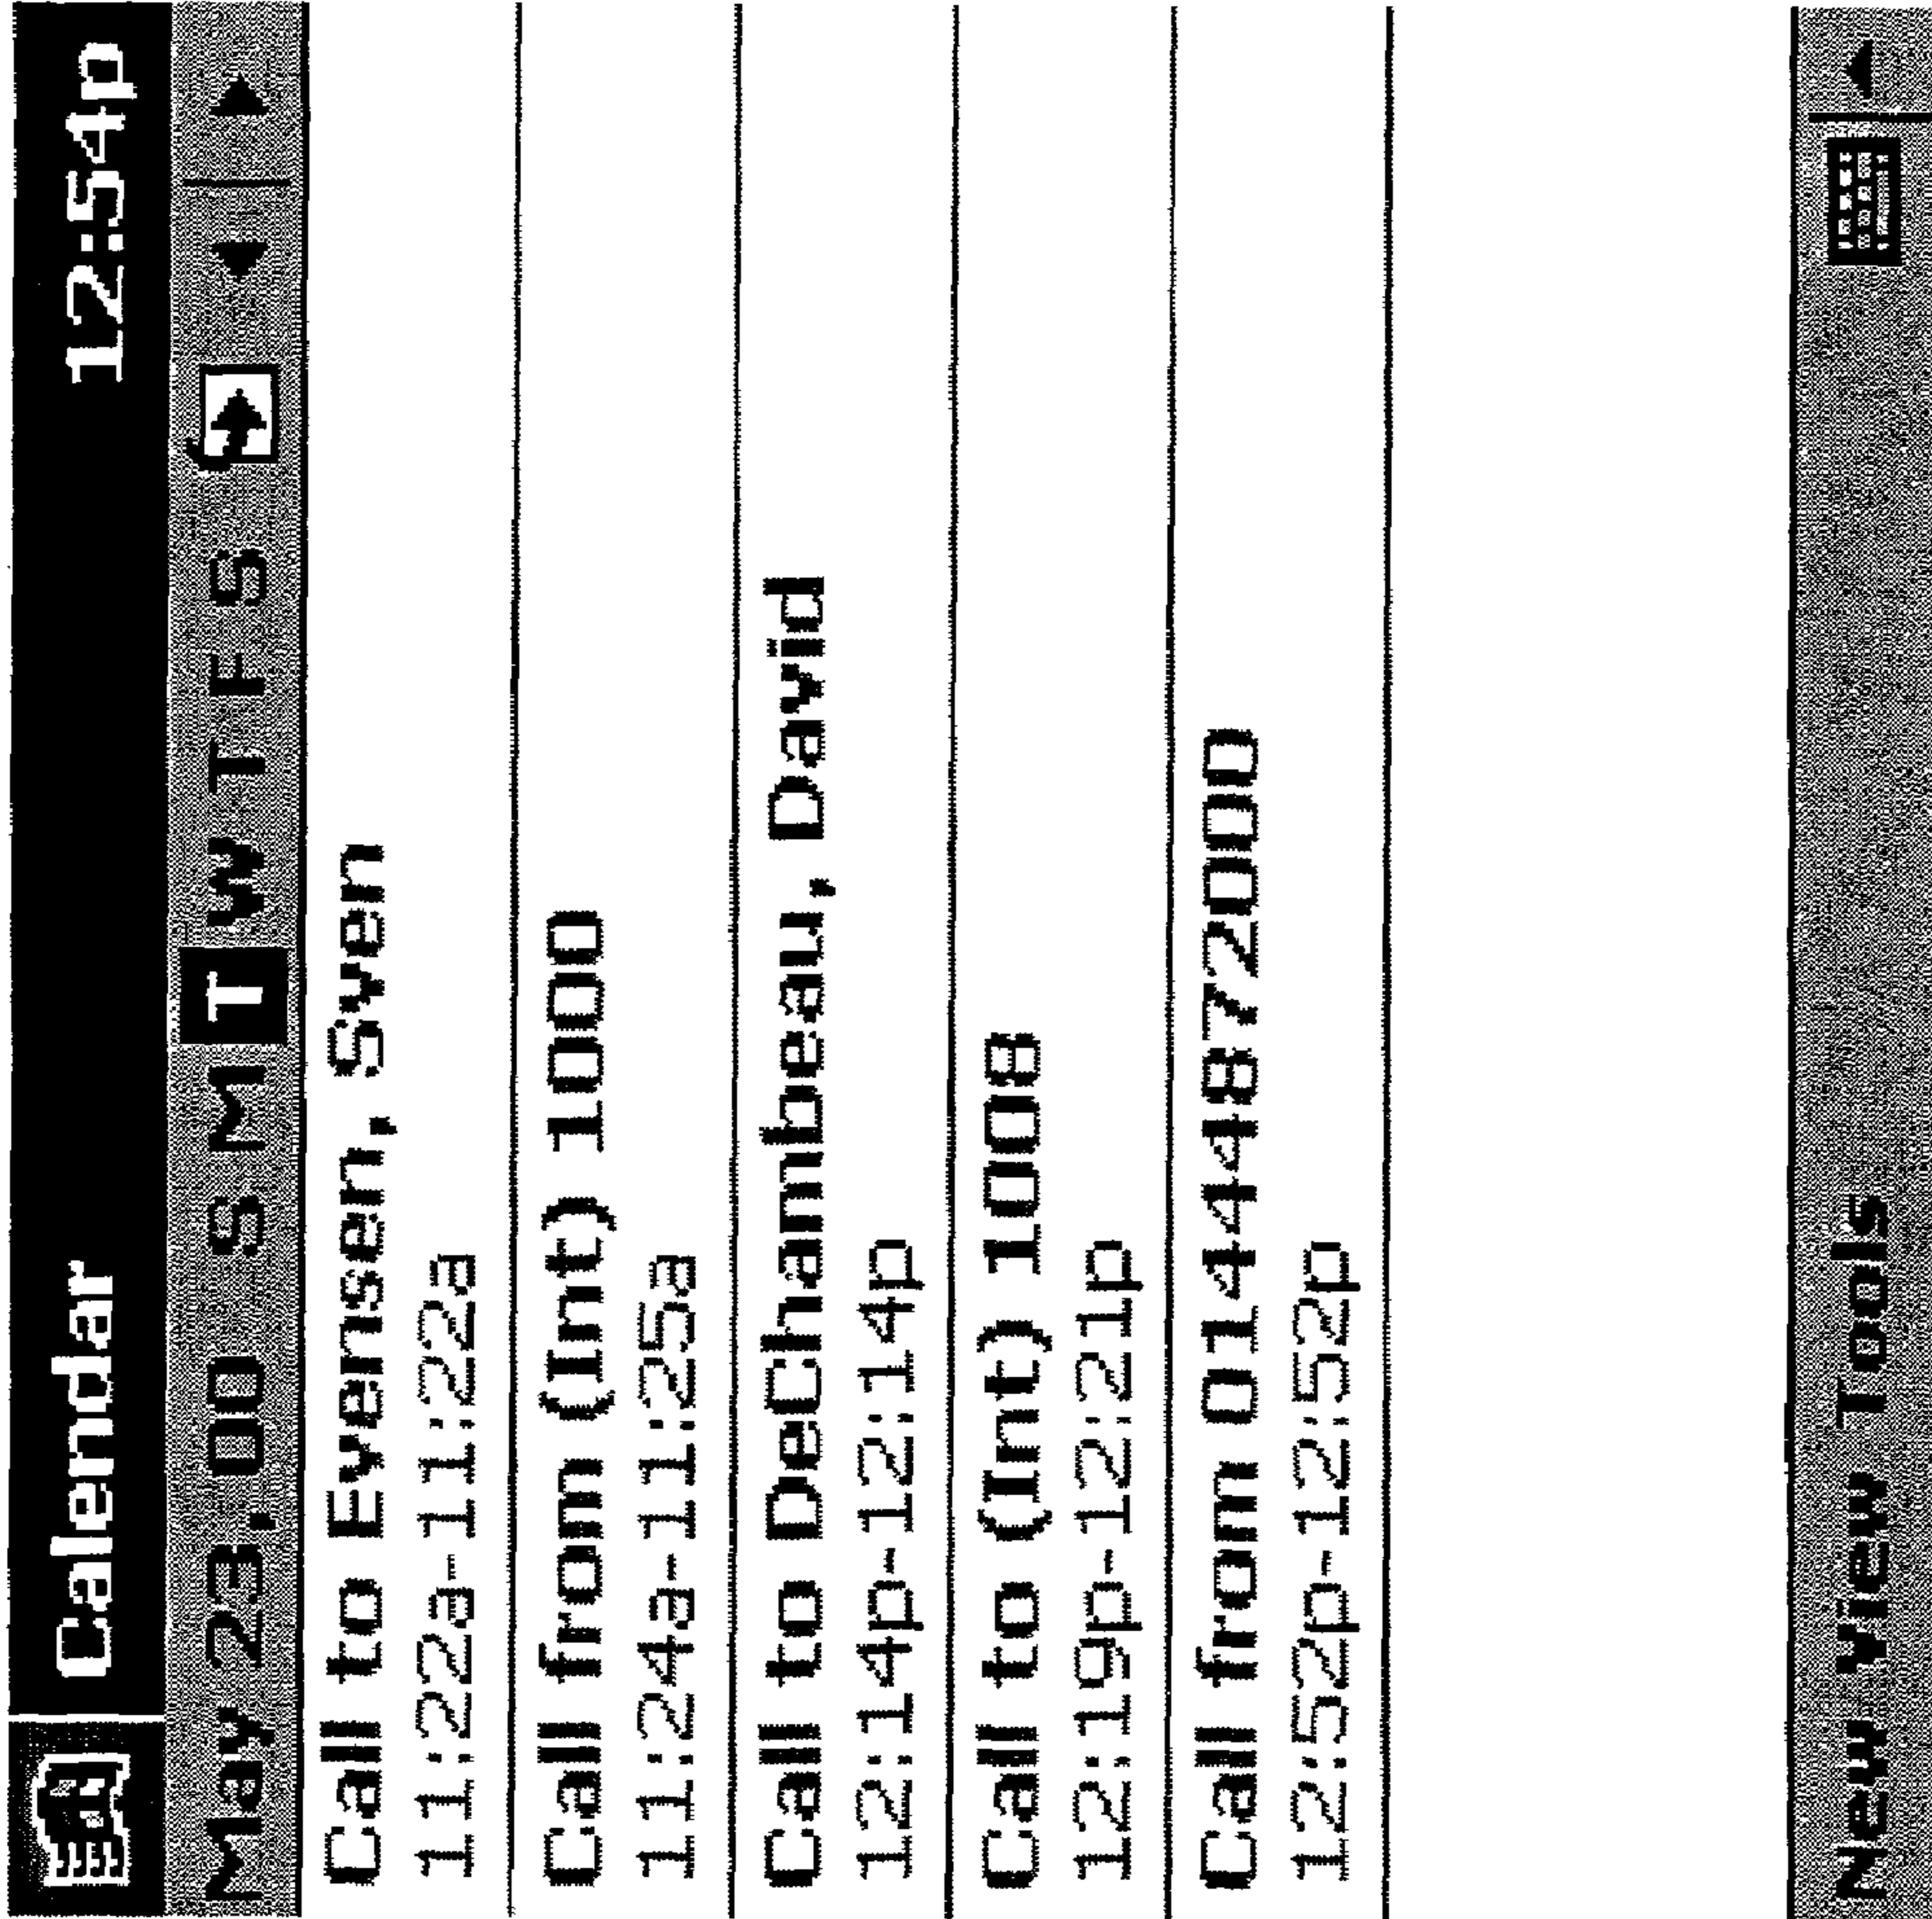 Calendar 12:54p
May 23, 00 S M T W T F S
Call to Evensen, Sven
11:22a-11:22a
Call from (Int) 1000
11:24a-11:25a
Call to DeChambeau, David
12:14p-12:14p
Call to (Int) 1008
12:19p-12:21p
Call from 01444872000
12:52p-12:52p
New View Tools